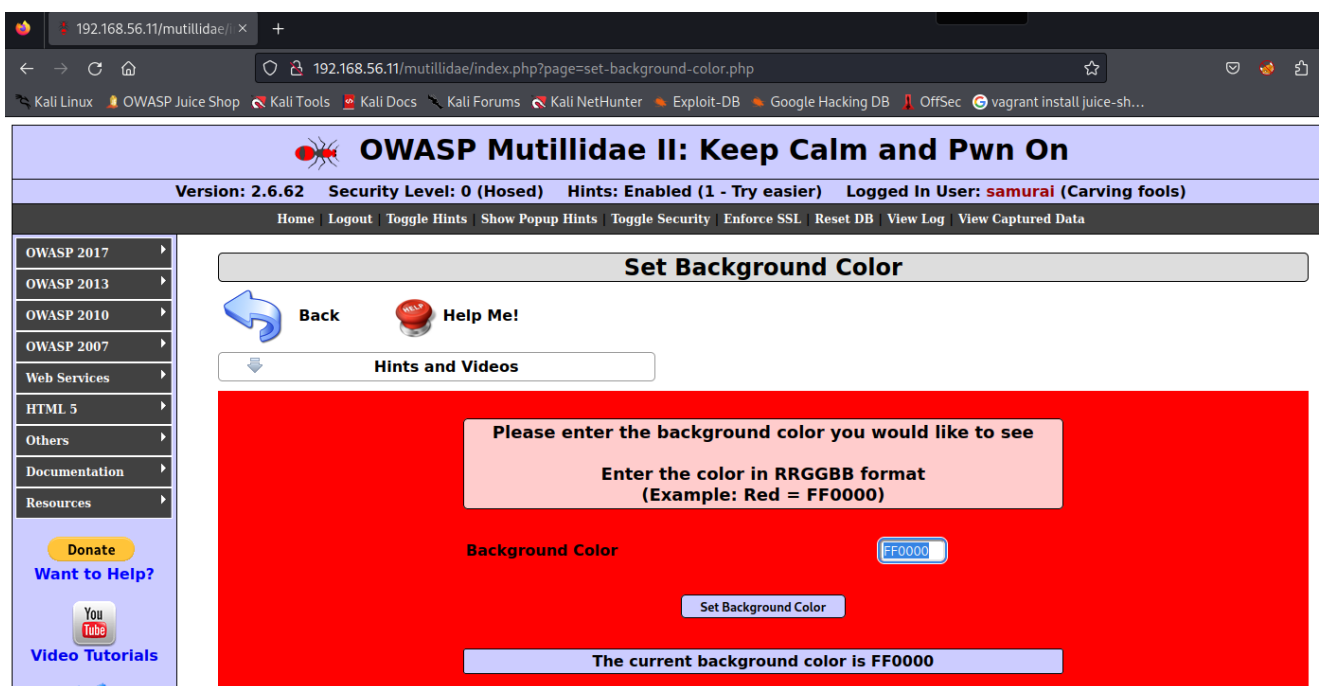 192.168.56.11/mutillidae/i
192.168.56.11/mutillidae/index.php?page=set-background-color.php
Kali Linux OWASP Juice Shop Kali Tools Kali Docs Kali Forums Kali NetHunter Exploit-DB Google Hacking DB OffSec vagrant install juice-sh...
OWASP Mutillidae II: Keep Calm and Pwn On
Version: 2.6.62 Security Level: 0 (Hosed) Hints: Enabled (1 - Try easier) Logged In User: samurai (Carving fools)
Home | Logout | Toggle Hints | Show Popup Hints | Toggle Security | Enforce SSL | Reset DB | View Log | View Captured Data
OWASP 2017
OWASP 2013
OWASP 2010
OWASP 2007
Web Services
HTML 5
Others
Documentation
Resources
Donate
Want to Help?
You Tube
Video Tutorials
Set Background Color
Back
HELP
Help Me!
Hints and Videos
Please enter the background color you would like to see
Enter the color in RRGGBB format
(Example: Red = FF0000)
Background Color FF0000
Set Background Color
The current background color is FF0000